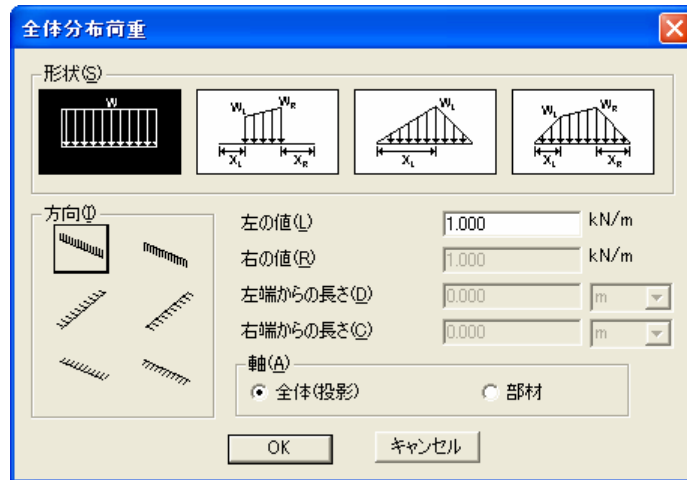 全体分布荷重
形状(S)
W
WL WR
XL XR
WL
XL
WL WR
XL XR
方向(I)
左の値(L) 1.000 kN/m
右の値(R) 1.000 kN/m
左端からの長さ(D) 0.000 m
右端からの長さ(C) 0.000 m
軸(A)
全体(投影) 部材
OK キャンセル